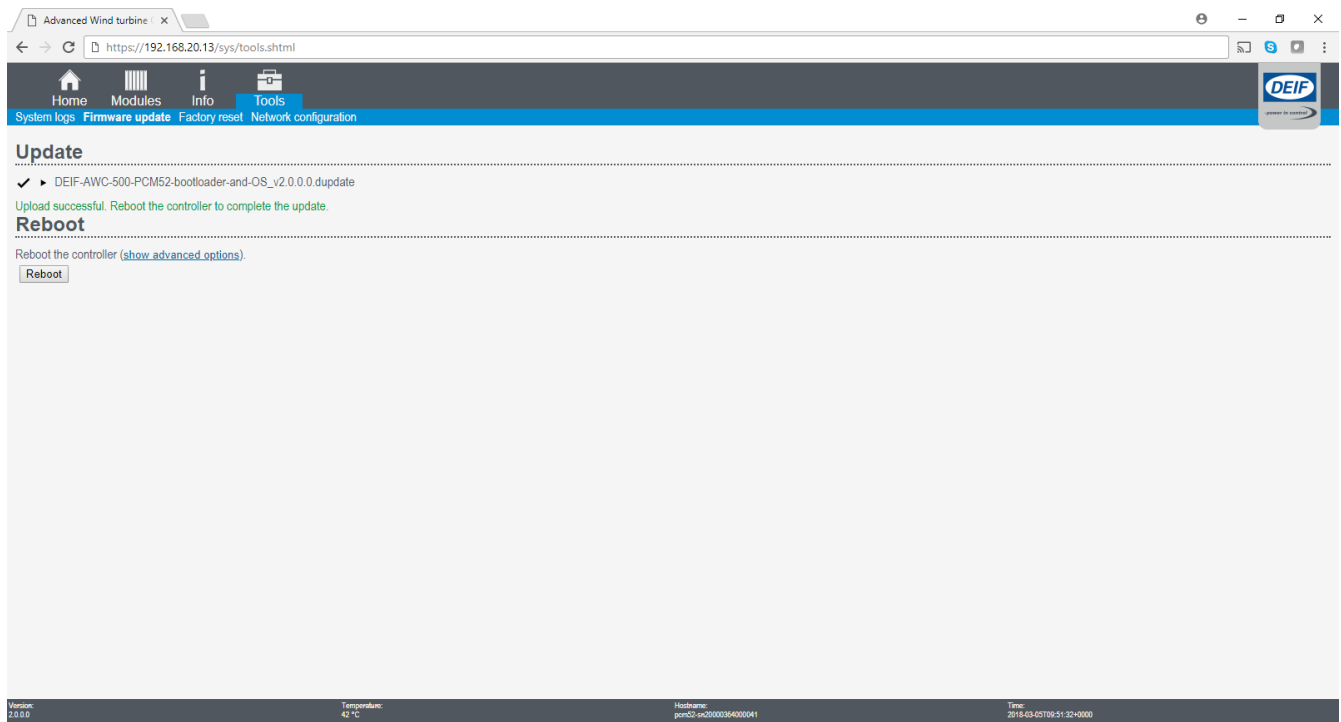 Advanced Wind turbine
https://192.168.20.13/sys/tools.shtml
Home Modules Info Tools
DEIF
power in control
System logs Firmware update Factory reset Network configuration
Update
DEIF-AWC-500-PCM52-bootloader-and-OS_v2.0.0.0.dupdate
Upload successful. Reboot the controller to complete the update.
Reboot
Reboot the controller (show advanced options).
Reboot
Version: Temperature: Hostname: Time:
2.0.0.0 42 °C pcm52-sn20000364000041 2018-03-05T09:51:32+0000